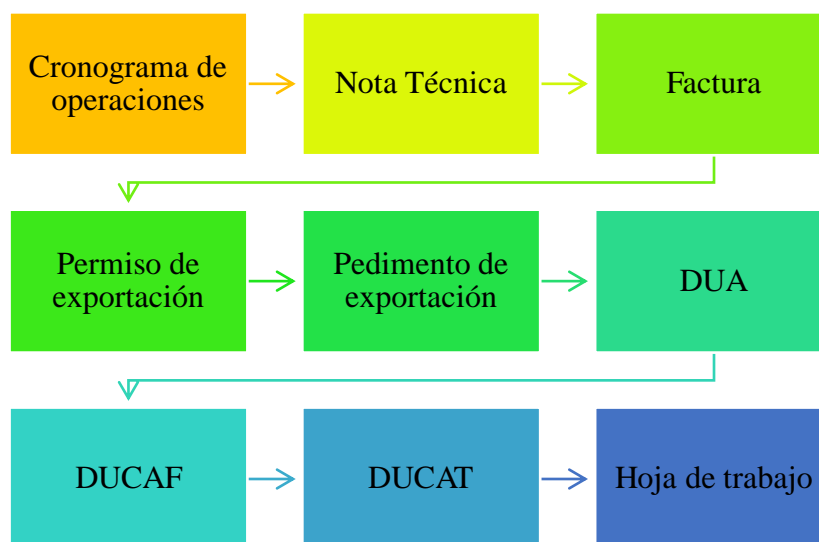 Cronograma de
operaciones
Nota Técnica
Factura
Permiso de
exportación
Pedimento de
exportación
DUA
DUCAF
DUCAT
Hoja de trabajo